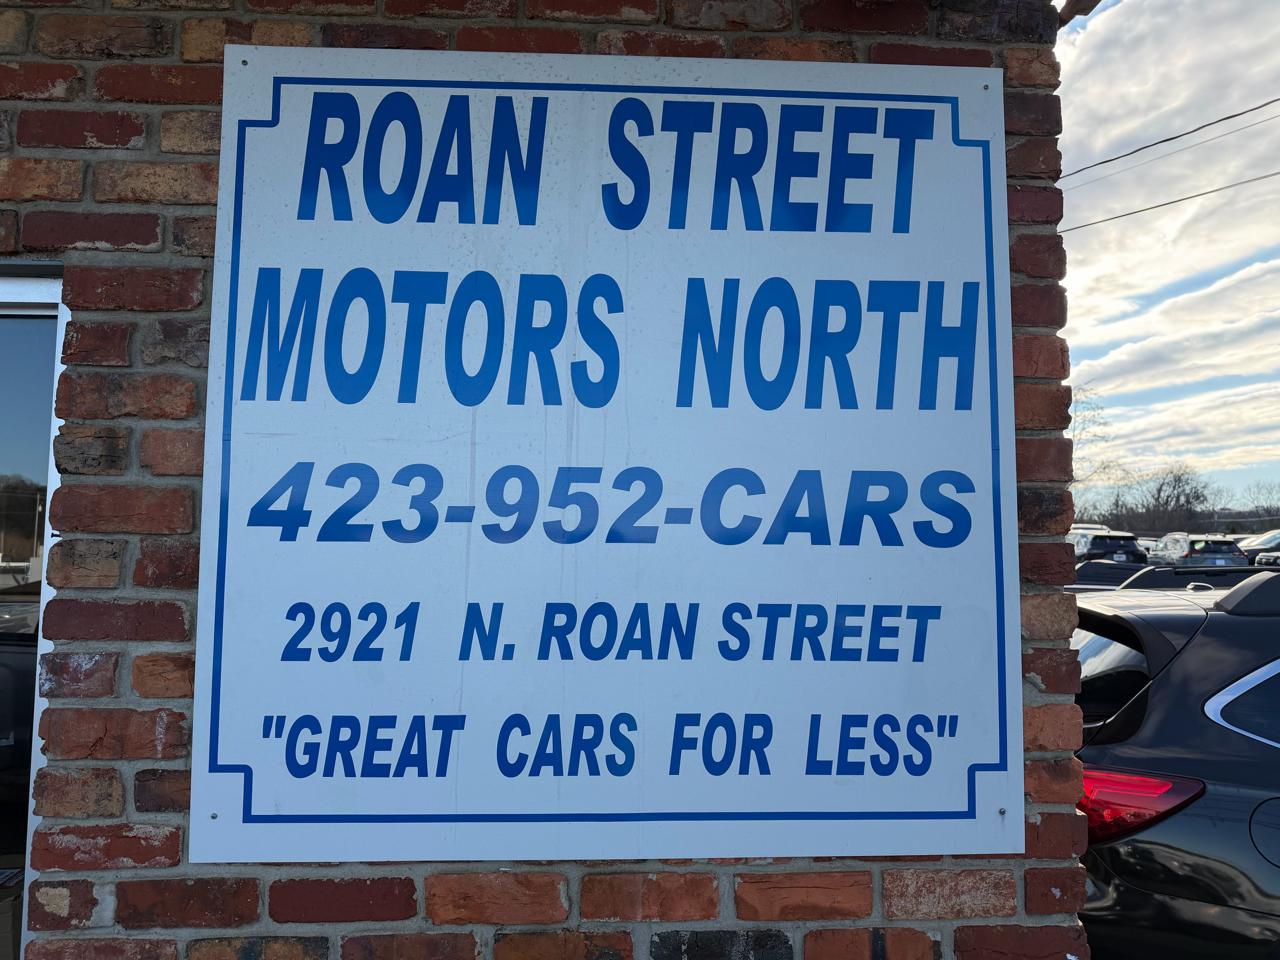 ROAN STREET
MOTORS NORTH
423-952-CARS
2921 N. ROAN STREET
"GREAT CARS FOR LESS"